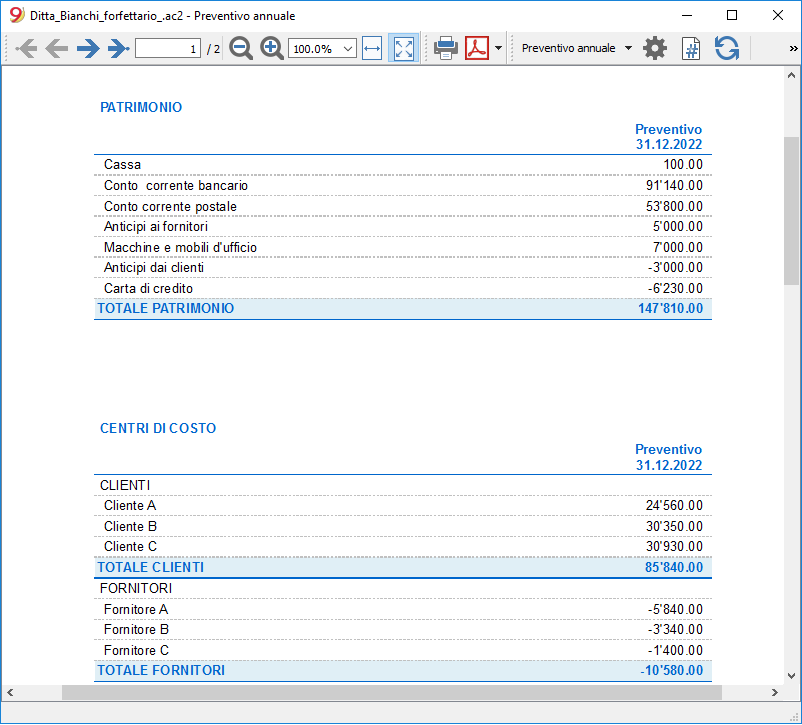 Ditta_Bianchi_forfettario_.ac2 - Preventivo annuale
1 / 2 100.0% Preventivo annuale # »
PATRIMONIO
Preventivo
31.12.2022
Cassa 100.00
Conto  corrente bancario 91'140.00
Conto corrente postale 53'800.00
Anticipi ai fornitori 5'000.00
Macchine e mobili d'ufficio 7'000.00
Anticipi dai clienti -3'000.00
Carta di credito -6'230.00
TOTALE PATRIMONIO 147'810.00
CENTRI DI COSTO
Preventivo
31.12.2022
CLIENTI
Cliente A 24'560.00
Cliente B 30'350.00
Cliente C 30'930.00
TOTALE CLIENTI 85'840.00
FORNITORI
Fornitore A -5'840.00
Fornitore B -3'340.00
Fornitore C -1'400.00
TOTALE FORNITORI -10'580.00